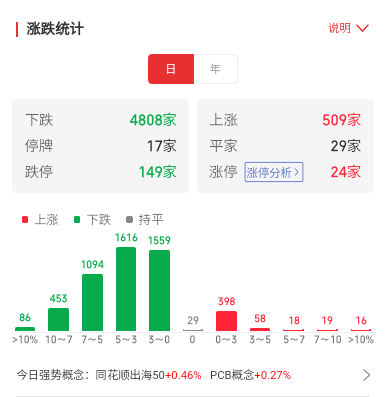 涨跌统计 说明
日 年
下跌 4808家 上涨 509家
停牌 17家 平家 29家
跌停 149家 涨停 涨停分析 24家
上涨 下跌 持平
86 453 1094 1616 1559 29 398 58 18 19 16
>10% 10～7 7～5 5～3 3～0 0 0～3 3～5 5～7 7～10 >10%
今日强势概念：同花顺出海50+0.46% PCB概念+0.27%